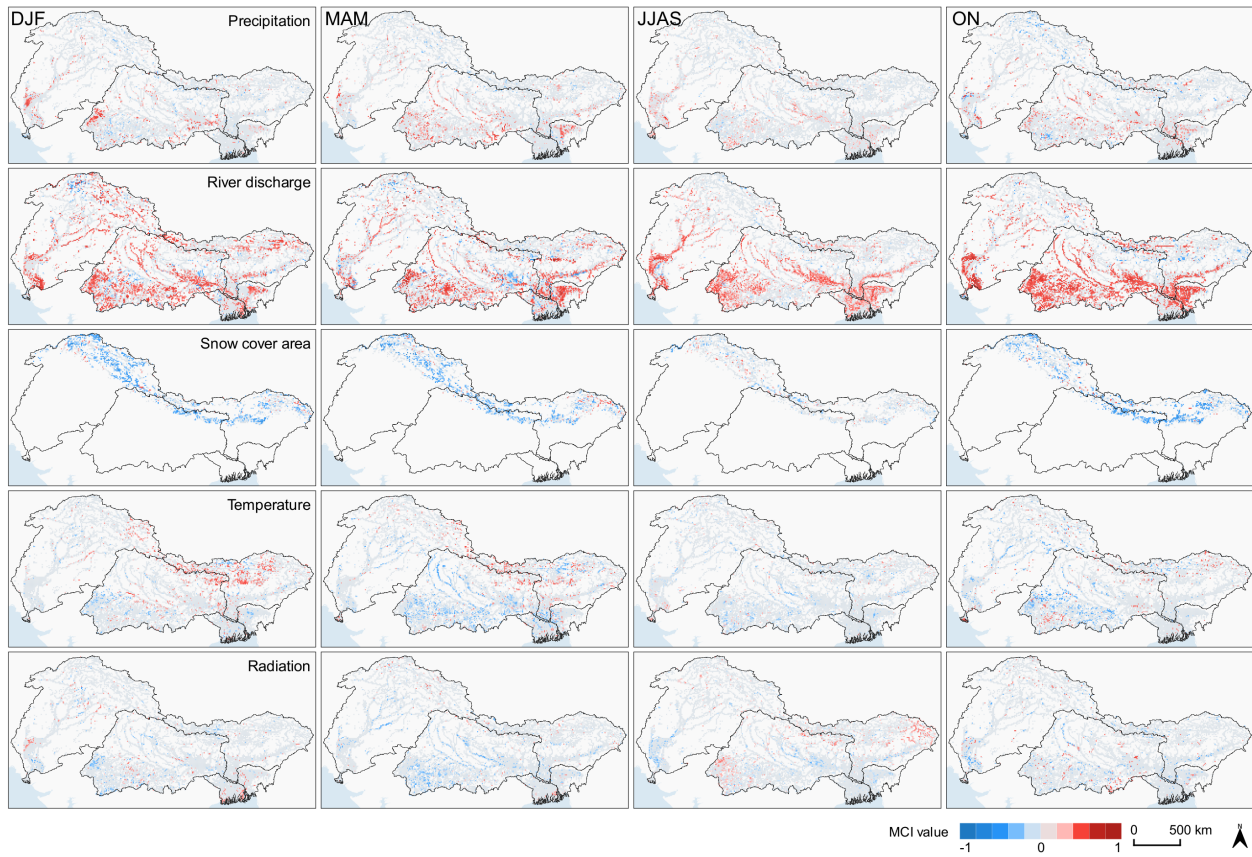 DJF
Precipitation
MAM
JJAS
ON
River discharge
Snow cover area
Temperature
Radiation
MCI value
-1
0
1
0
500 km
N